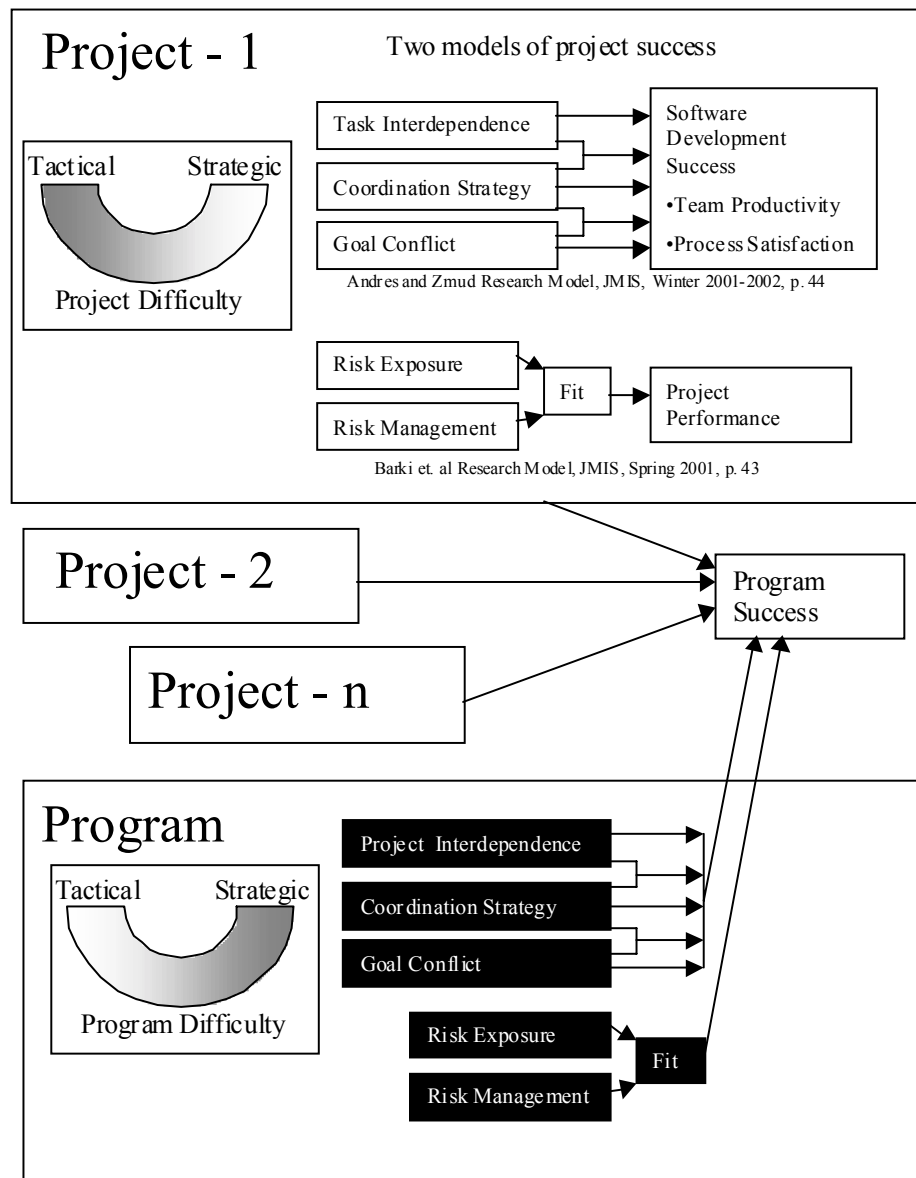 Project - 1
Two models of project success
Tactical Strategic
Project Difficulty
Task Interdependence
Coordination Strategy
Goal Conflict
Software
Development
Success
•Team Productivity
•Process Satisfaction
Andres and Zmud Research Model, JMIS, Winter 2001-2002, p. 44
Risk Exposure
Risk Management
Fit
Project
Performance
Barki et. al Research Model, JMIS, Spring 2001, p. 43
Project - 2
Program
Success
Project - n
Program
Tactical Strategic
Program Difficulty
Project Interdependence
Coordination Strategy
Goal Conflict
Risk Exposure
Risk Management
Fit